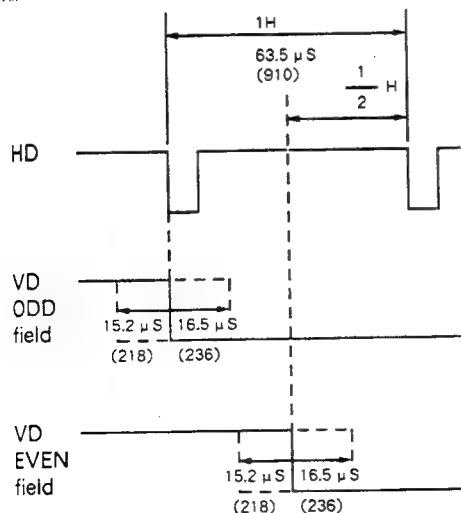 1H
63.5 μS
(910)
1
2
H
HD
VD
ODD
field
15.2 μS 16.5 μS
(218) (236)
VD
EVEN
field
15.2 μS 16.5 μS
(218) (236)